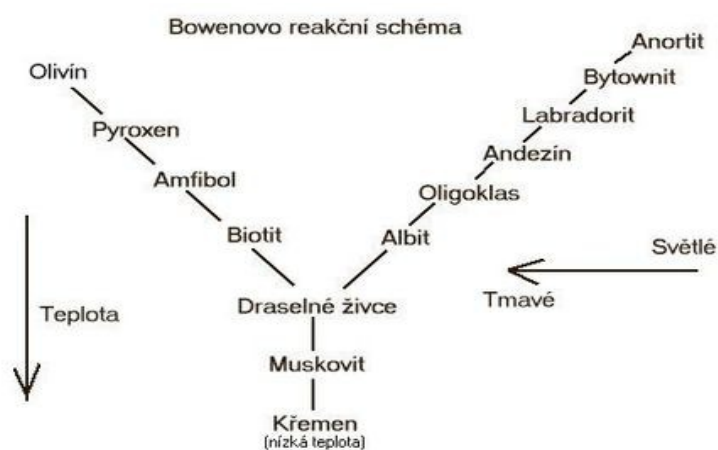 Bowenovo reakční schéma
Anortit
Olivín
Bytownit
Labradorit
Pyroxen
Andezín
Amfibol
Oligoklas
Biotit
Albit
Světlé
Tmavé
Teplota
Draselné živce
Muskovit
Křemen
(nízká teplota)